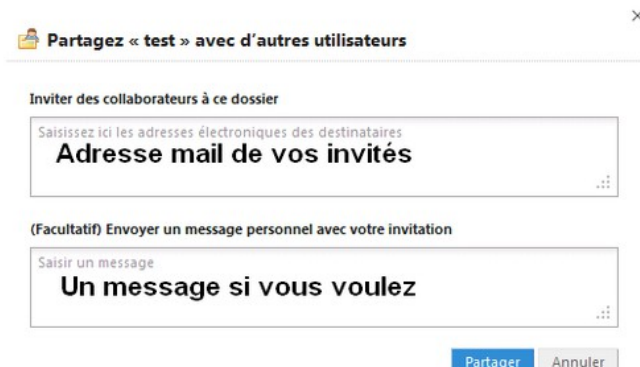 Partagez « test » avec d'autres utilisateurs
Inviter des collaborateurs à ce dossier
Saisissez ici les adresses électroniques des destinataires
Adresse mail de vos invités
(Facultatif) Envoyer un message personnel avec votre invitation
Saisir un message
Un message si vous voulez
Partager Annuler